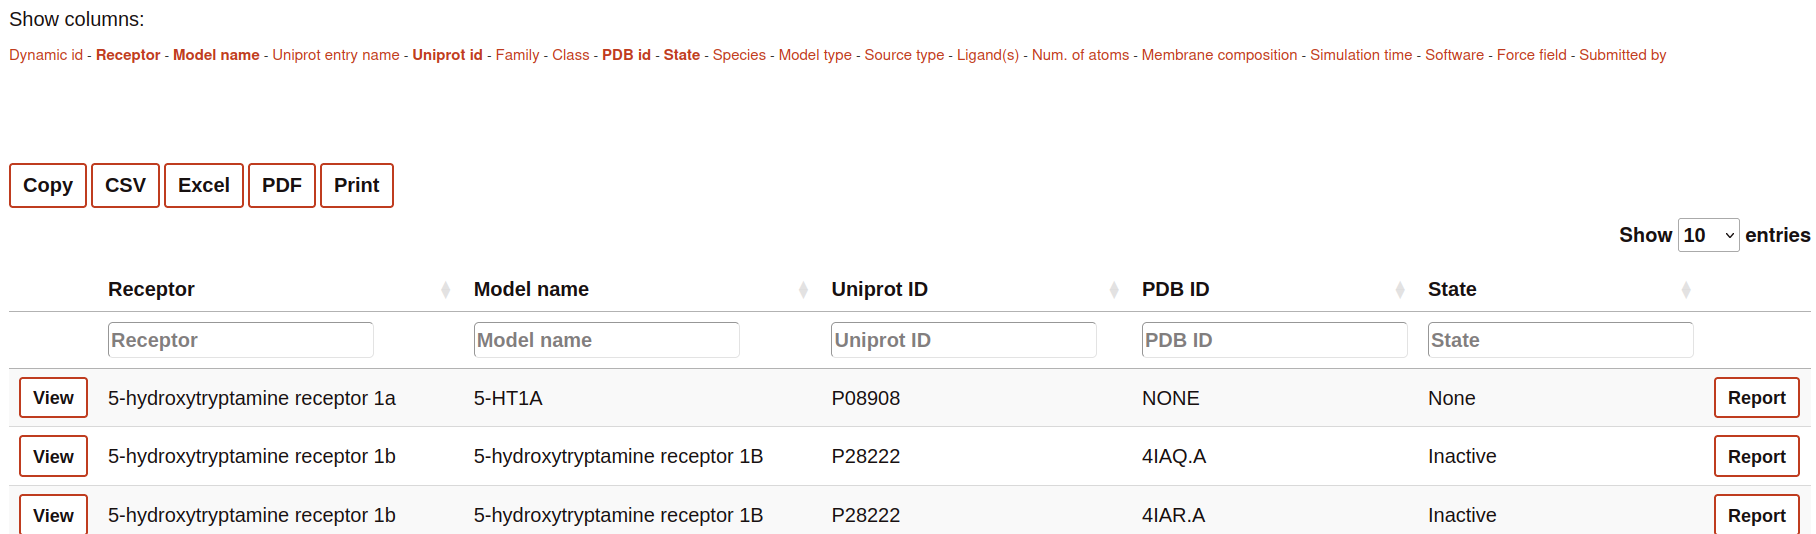 Show columns:
Dynamic id - Receptor - Model name - Uniprot entry name - Uniprot id - Family - Class - PDB id - State - Species - Model type - Source type - Ligand(s) - Num. of atoms - Membrane composition - Simulation time - Software - Force field - Submitted by
Copy CSV Excel PDF Print
Show 10 entries
Receptor Model name Uniprot ID PDB ID State
Receptor Model name Uniprot ID PDB ID State
View 5-hydroxytryptamine receptor 1a 5-HT1A P08908 NONE None Report
View 5-hydroxytryptamine receptor 1b 5-hydroxytryptamine receptor 1B P28222 4IAQ.A Inactive Report
View 5-hydroxytryptamine receptor 1b 5-hydroxytryptamine receptor 1B P28222 4IAR.A Inactive Report